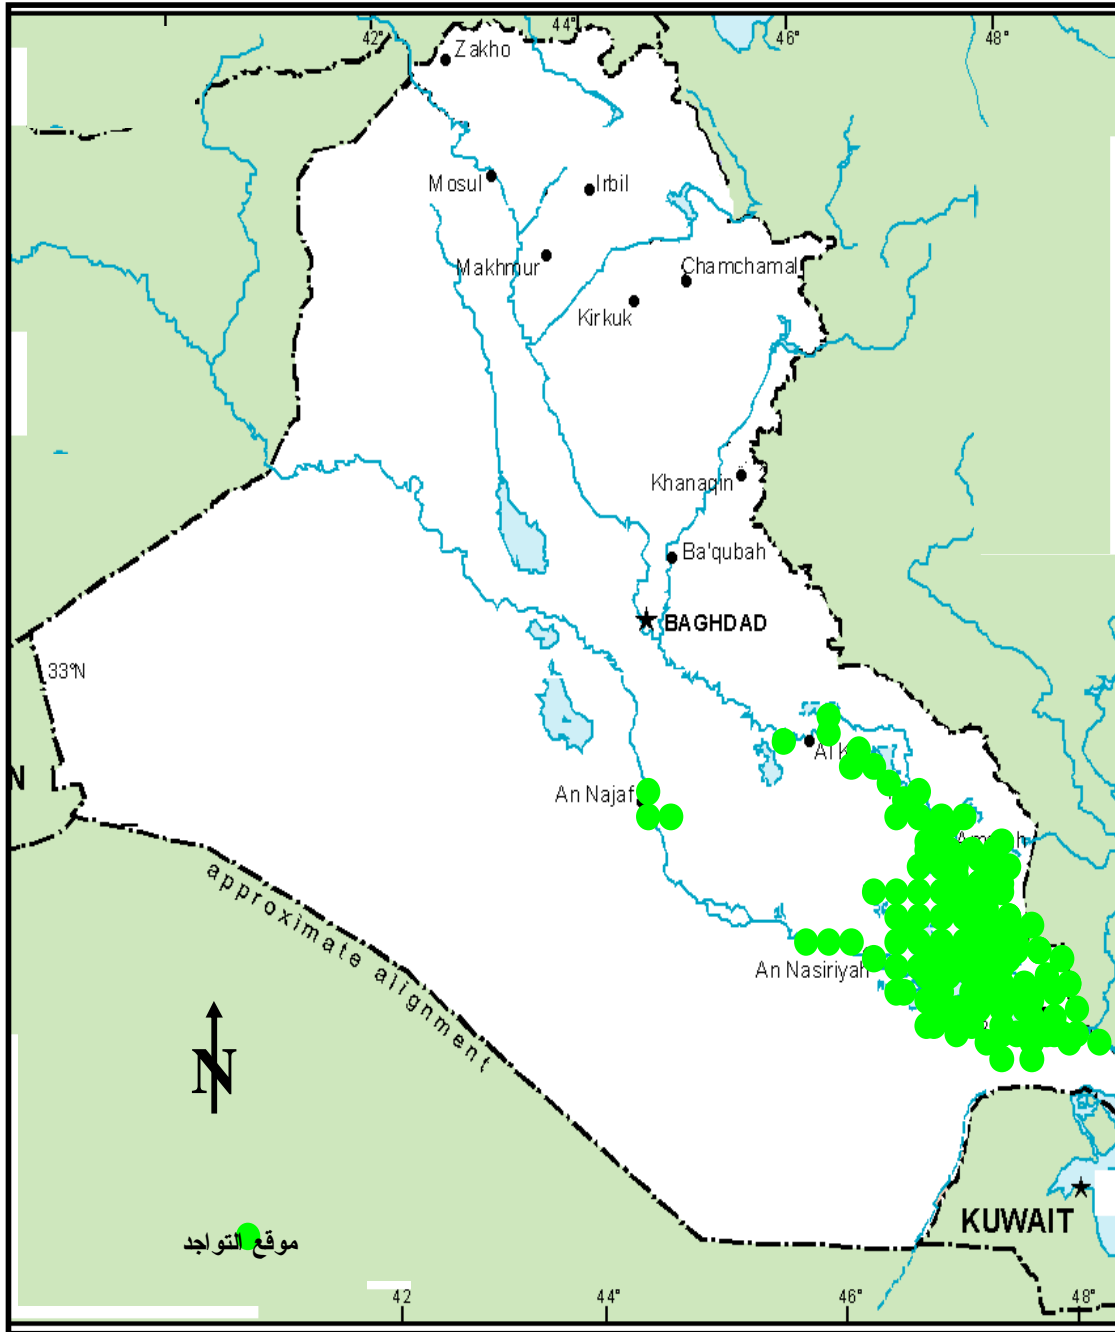 42°
44°
46°
48°
Zakho
Mosul
Irbil
Makhmur
Chamchamal
Kirkuk
Khanaqin
Ba'qubah
BAGHDAD
33°N
N
An Najaf
An Nasiriyah
approximate alignment
N
KUWAIT
موقع التواجد
42
44
46°
48°